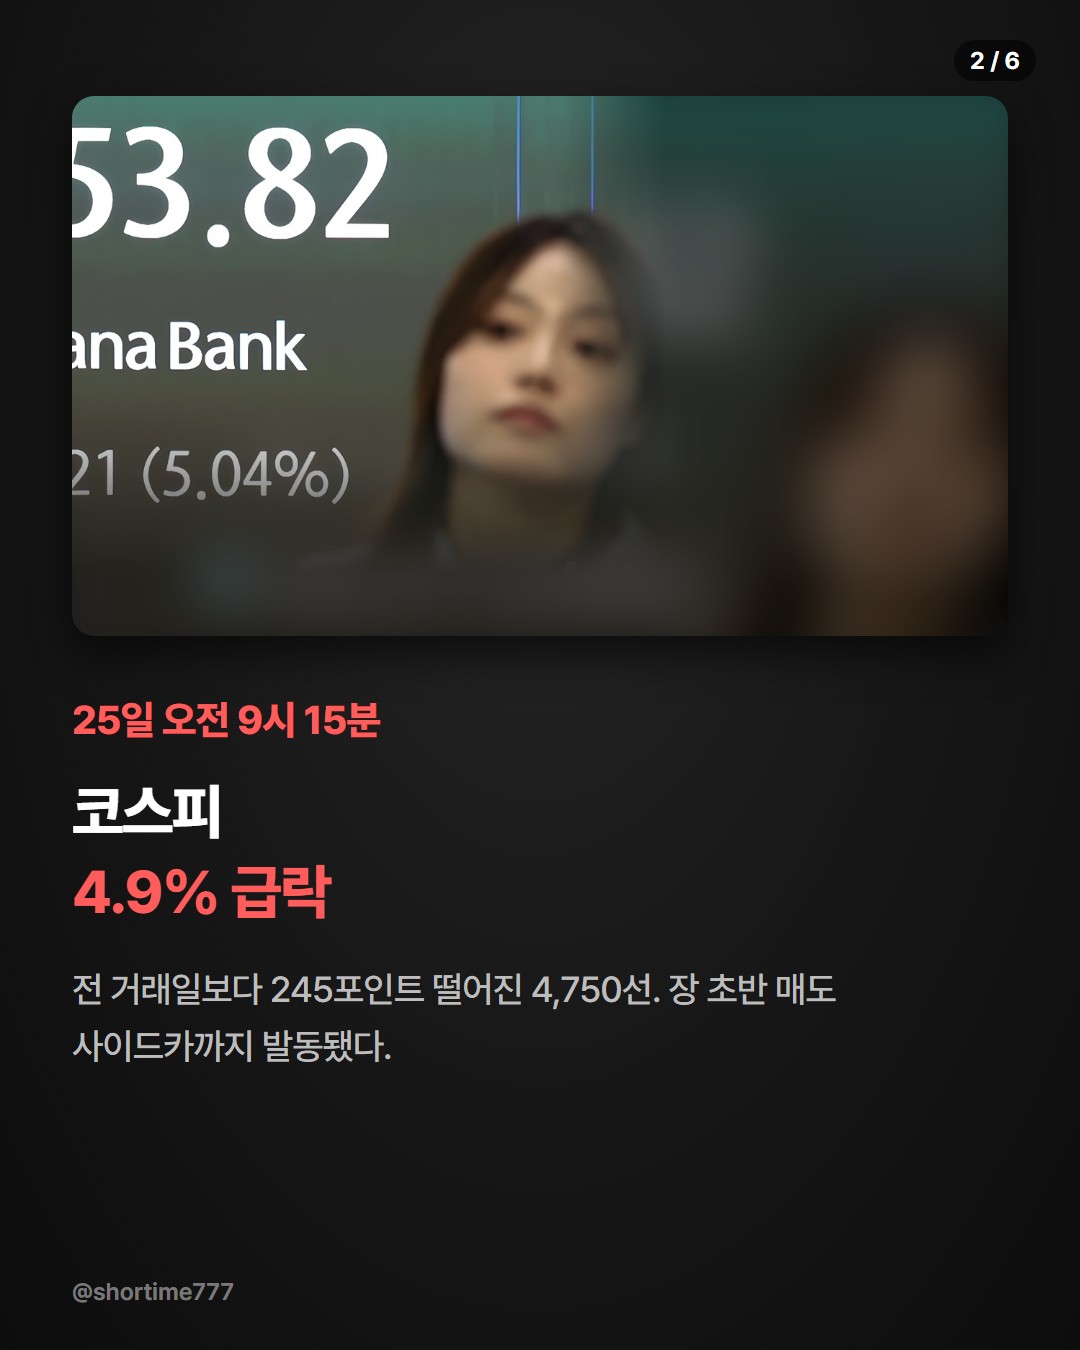 2 / 6
53.82
ana Bank
21 (5.04%)
25일 오전 9시 15분
코스피
4.9% 급락
전 거래일보다 245포인트 떨어진 4,750선. 장 초반 매도
사이드카까지 발동됐다.
@shortime777